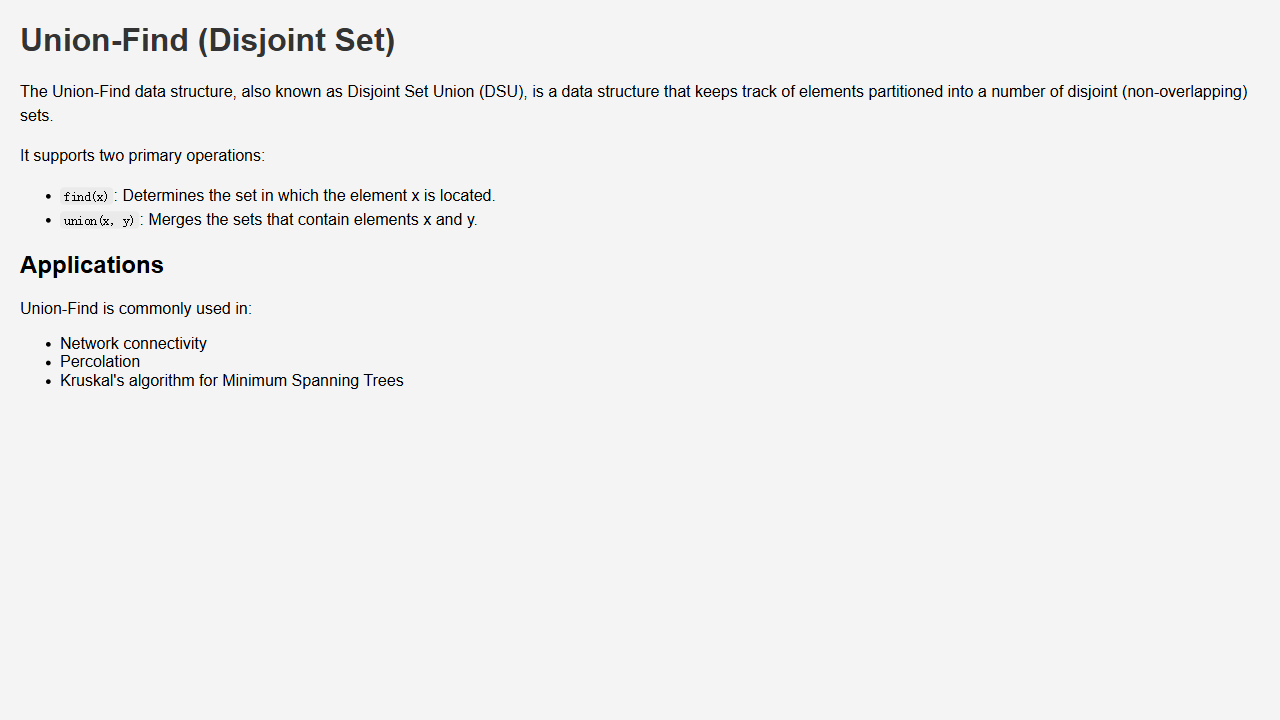 Union-Find (Disjoint Set)
The Union-Find data structure, also known as Disjoint Set Union (DSU), is a data structure that keeps track of elements partitioned into a number of disjoint (non-overlapping)
sets.
It supports two primary operations:
• find(x) : Determines the set in which the element x is located.
• union(x, y) : Merges the sets that contain elements x and y.
Applications
Union-Find is commonly used in:
• Network connectivity
• Percolation
• Kruskal's algorithm for Minimum Spanning Trees